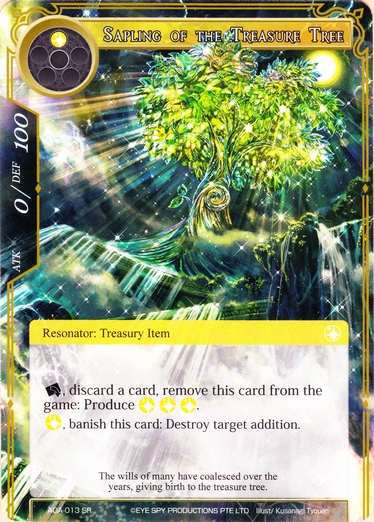 Sapling of the Treasure Tree
ATK 0 / DEF 100
Resonator: Treasury Item
, discard a card, remove this card from the
game: Produce .
, banish this card: Destroy target addition.
The wills of many have coalesced over the
years, giving birth to the treasure tree.
AOA-013 SR ©EYE SPY PRODUCTIONS PTE LTD Illust/ Kusanagi Tyouen